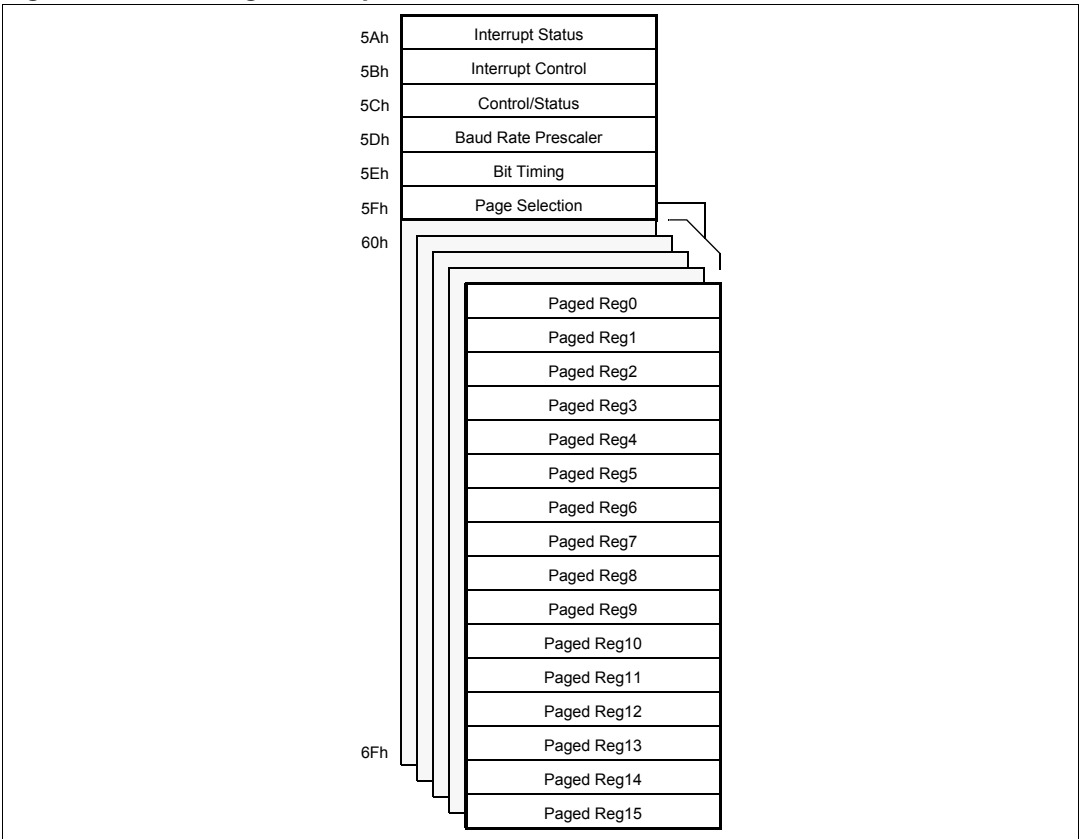 5Ah Interrupt Status
5Bh Interrupt Control
5Ch Control/Status
5Dh Baud Rate Prescaler
5Eh Bit Timing
5Fh Page Selection
60h
Paged Reg0
Paged Reg1
Paged Reg2
Paged Reg3
Paged Reg4
Paged Reg5
Paged Reg6
Paged Reg7
Paged Reg8
Paged Reg9
Paged Reg10
Paged Reg11
Paged Reg12
6Fh Paged Reg13
Paged Reg14
Paged Reg15